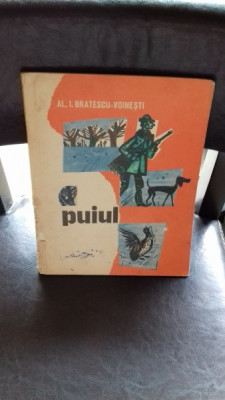 AL. I. BRATESCU-VOINEȘTI
puiul